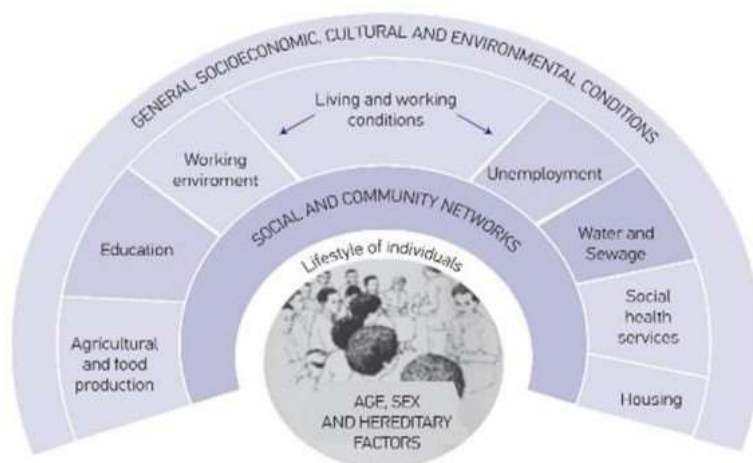 GENERAL SOCIOECONOMIC, CULTURAL AND ENVIRONMENTAL CONDITIONS
Living and working
conditions
Working
enviroment
Unemployment
Education
Water and
Sewage
Agricultural
and food
production
Social
health
services
Housing
SOCIAL AND COMMUNITY NETWORKS
Lifestyle of individuals
AGE, SEX
AND HEREDITARY
FACTORS